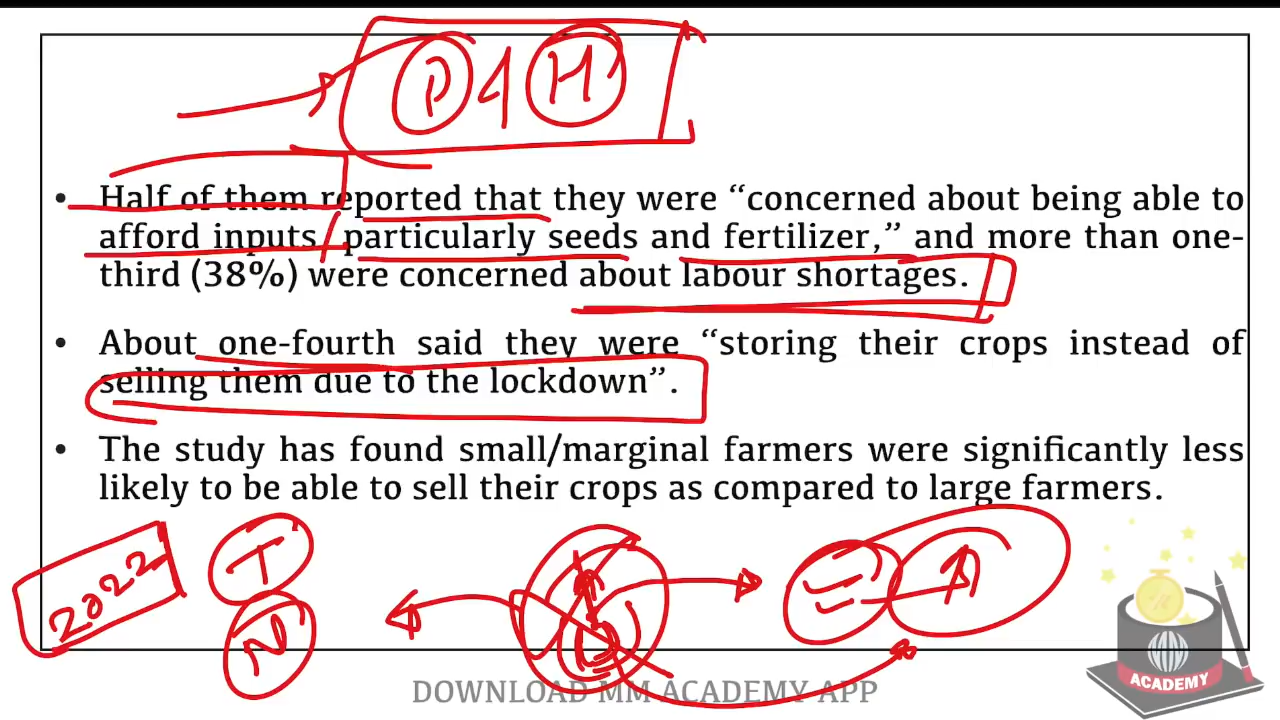 P H
• Half of them reported that they were “concerned about being able to
afford inputs, particularly seeds and fertilizer,” and more than one-
third (38%) were concerned about labour shortages.
• About one-fourth said they were “storing their crops instead of
selling them due to the lockdown”.
• The study has found small/marginal farmers were significantly less
likely to be able to sell their crops as compared to large farmers.
2022
T
N
DOWNLOAD MM ACADEMY APP
ACADEMY